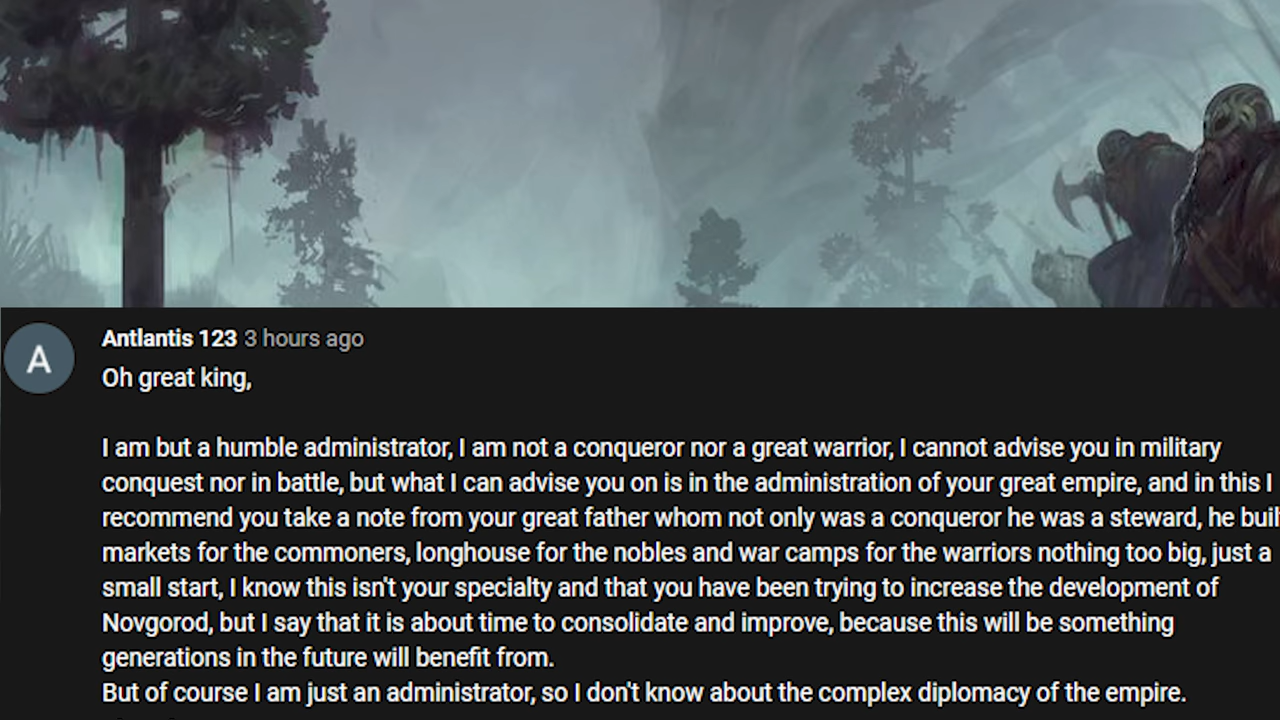 A
Antlantis 123 3 hours ago
Oh great king,
I am but a humble administrator, I am not a conqueror nor a great warrior, I cannot advise you in military
conquest nor in battle, but what I can advise you on is in the administration of your great empire, and in this I
recommend you take a note from your great father whom not only was a conqueror he was a steward, he buil
markets for the commoners, longhouse for the nobles and war camps for the warriors nothing too big, just a
small start, I know this isn't your specialty and that you have been trying to increase the development of
Novgorod, but I say that it is about time to consolidate and improve, because this will be something
generations in the future will benefit from.
But of course I am just an administrator, so I don't know about the complex diplomacy of the empire.